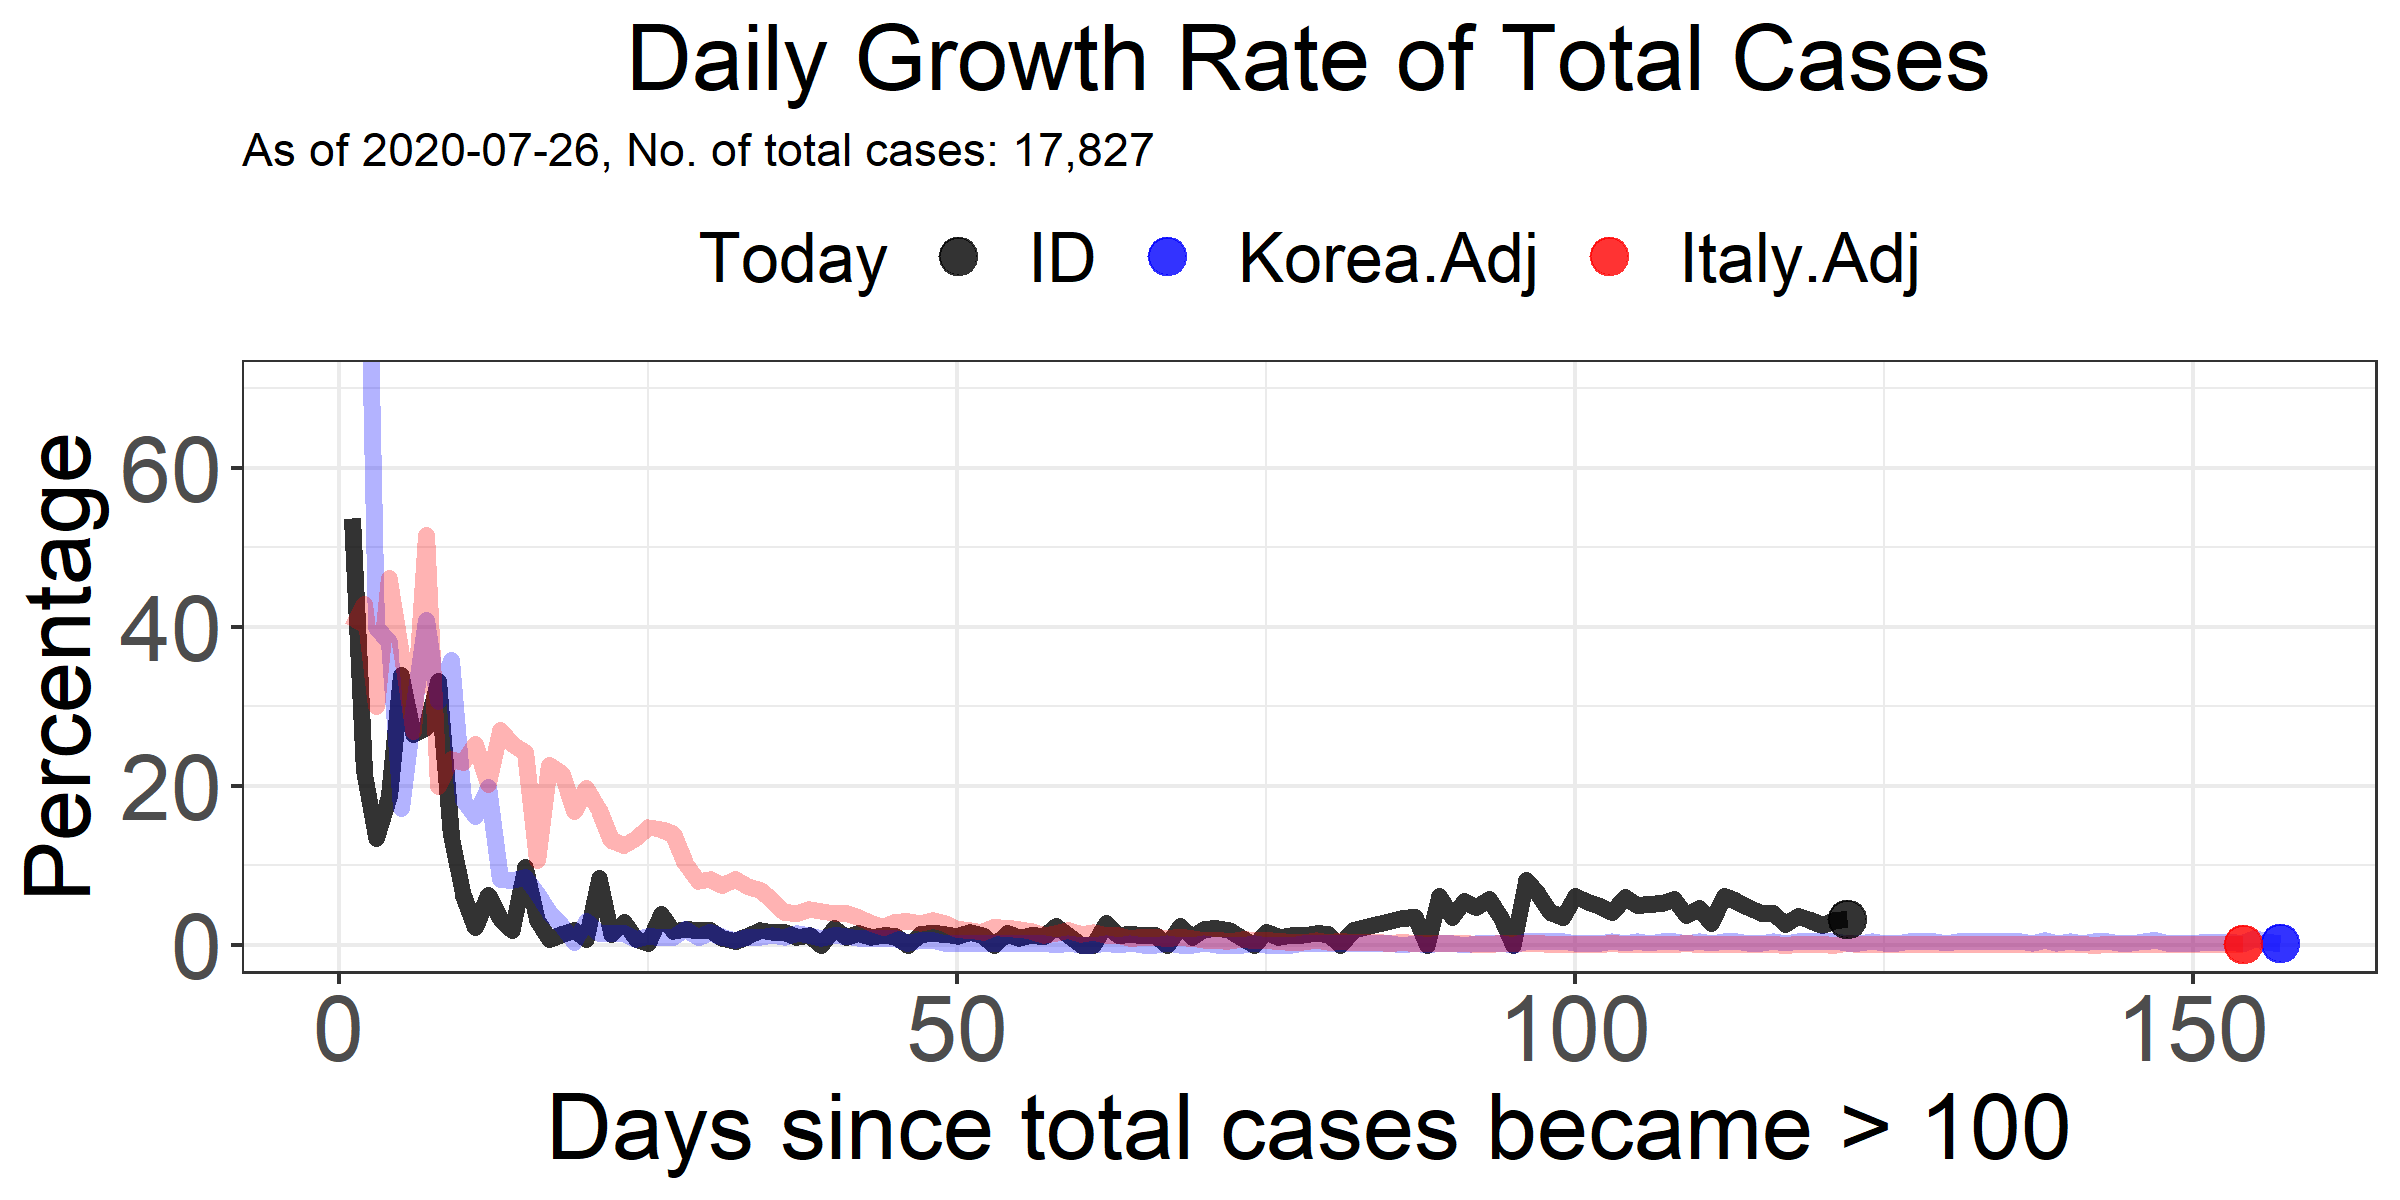 Daily Growth Rate of Total Cases
As of 2020-07-26, No. of total cases: 17,827
Today ID Korea.Adj Italy.Adj
Percentage
60
40
20
0
0 50 100 150
Days since total cases became > 100